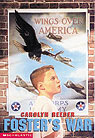 WINGS OVER
AMERICA
CAROLYN REEDER
FOSTER'S WAR
SCHOLASTIC